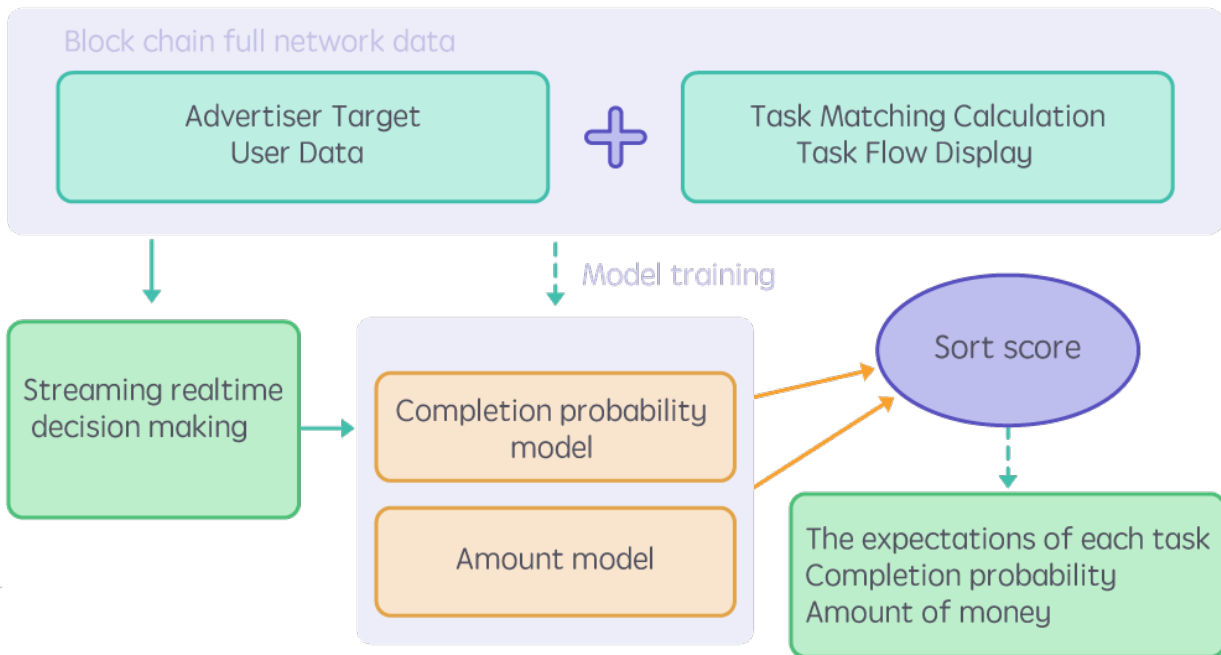 Block chain full network data
Advertiser Target
User Data
Task Matching Calculation
Task Flow Display
Model training
Streaming realtime
decision making
Completion probability
model
Amount model
Sort score
The expectations of each task
Completion probability
Amount of money